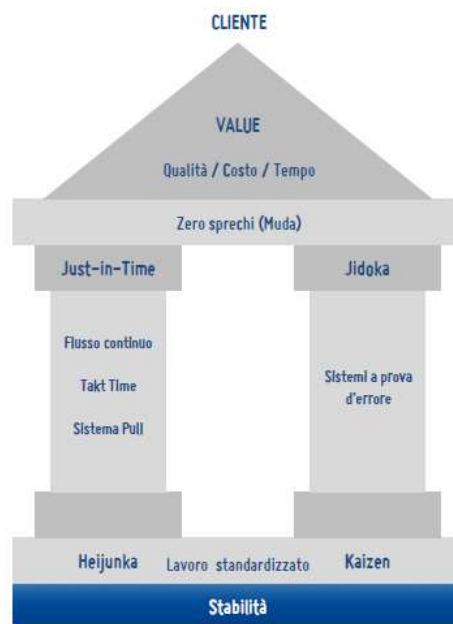 CLIENTE
VALUE
Qualità / Costo / Tempo
Zero sprechi (Muda)
Just-in-Time
Jidoka
Flusso continuo
Takt Time
Sistema Pull
Sistemi a prova
d'errore
Heijunka Lavoro standardizzato Kaizen
Stabilità